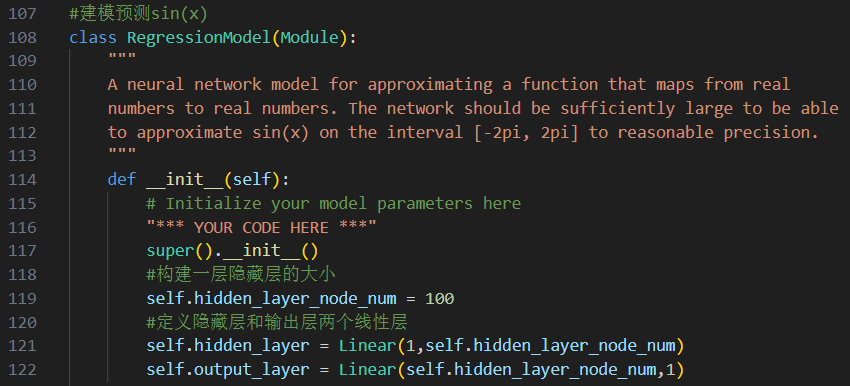 107 #建模预测sin(x)
108 class RegressionModel(Module):
109     """
110     A neural network model for approximating a function that maps from real
111     numbers to real numbers. The network should be sufficiently large to be able
112     to approximate sin(x) on the interval [-2pi, 2pi] to reasonable precision.
113     """
114     def __init__(self):
115         # Initialize your model parameters here
116         "*** YOUR CODE HERE ***"
117         super().__init__()
118         #构建一层隐藏层的大小
119         self.hidden_layer_node_num = 100
120         #定义隐藏层和输出层两个线性层
121         self.hidden_layer = Linear(1,self.hidden_layer_node_num)
122         self.output_layer = Linear(self.hidden_layer_node_num,1)